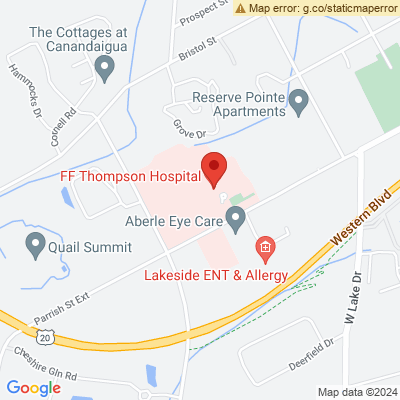 Map error: g.co/staticmaperror
Prospect St
The Cottages at
Canandaigua
Bristol St
Hammocks Dr
Cornell Rd
Reserve Pointe
Apartments
Grove Dr
FF Thompson Hospital
Aberle Eye Care
Western Blvd
Quail Summit
Lakeside ENT & Allergy
Parrish St Ext
W Lake Dr
20
Deerfield Dr
Cheshire Gln Rd
Google
Map data ©2024